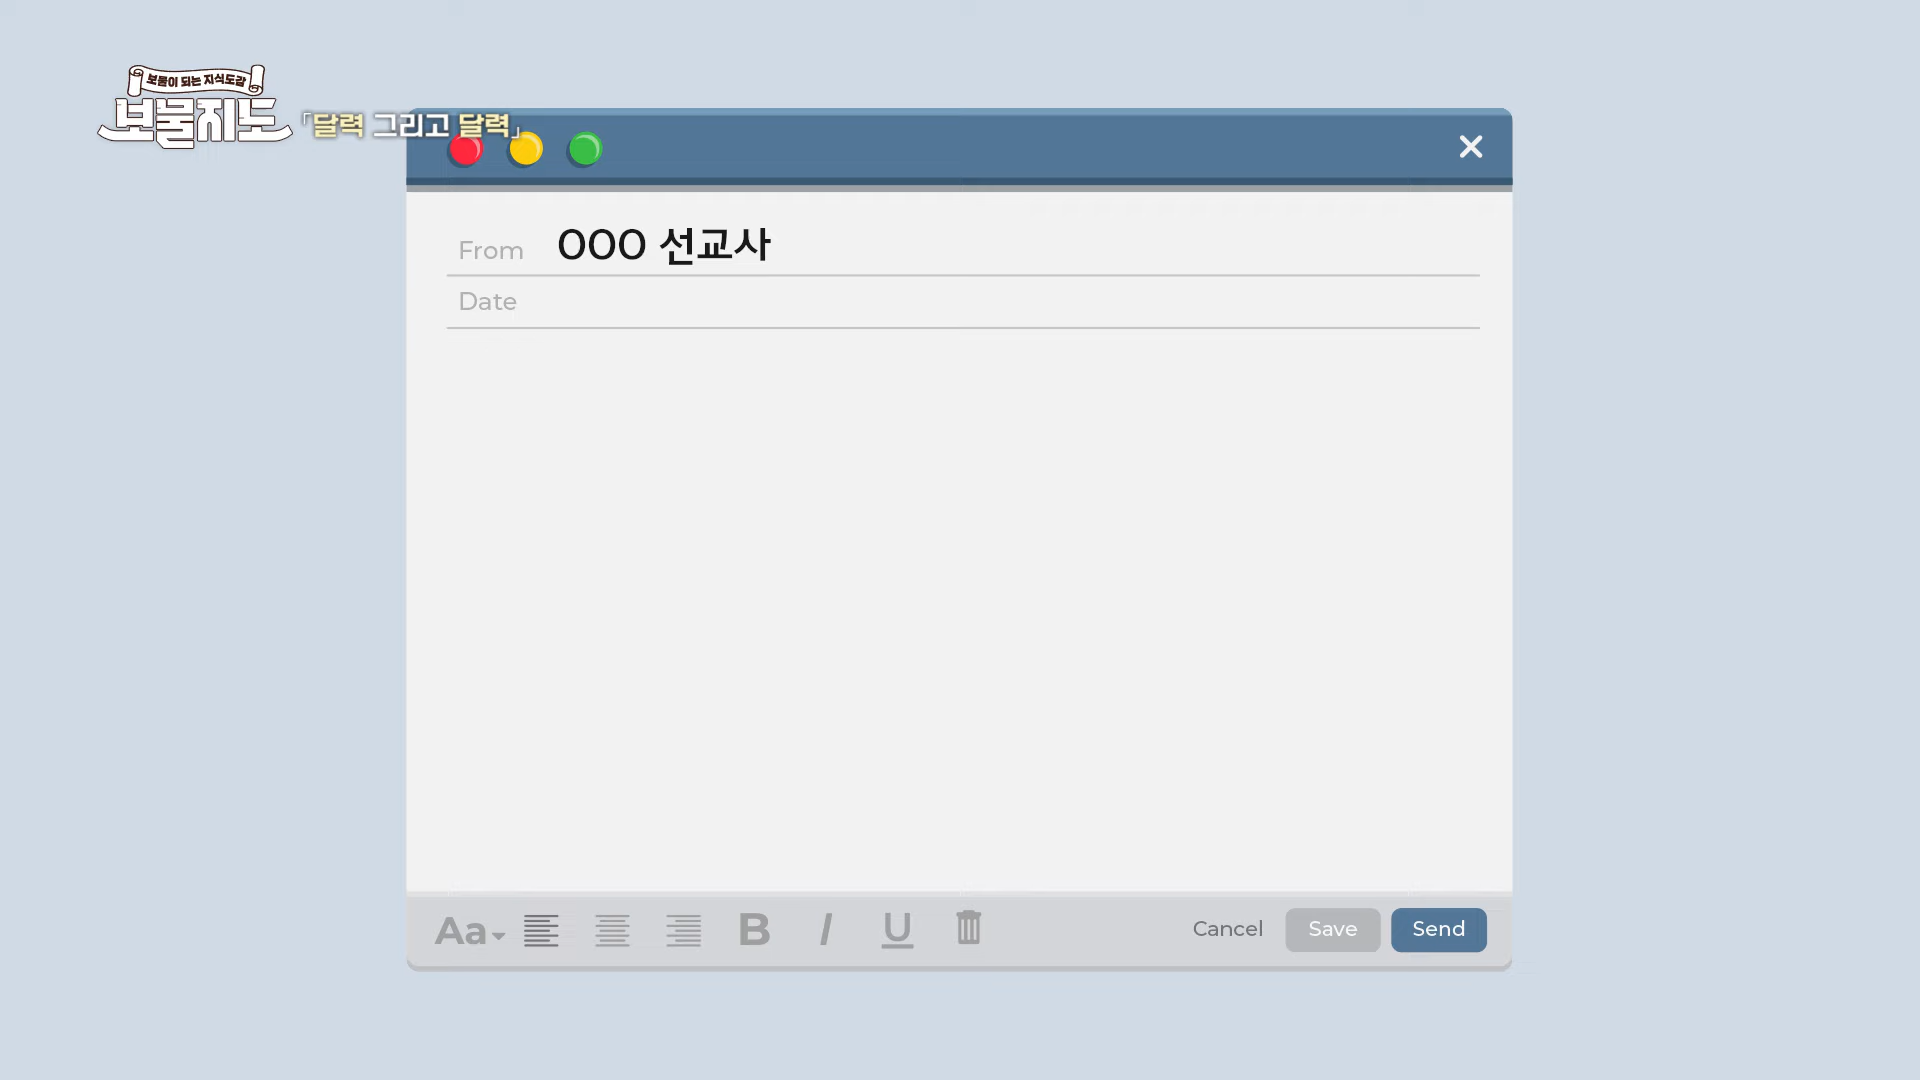 보물이 되는 지식도감
보물지도
「달력 그리고 달력」
From OOO 선교사
Date
Aa B I U Cancel Save Send